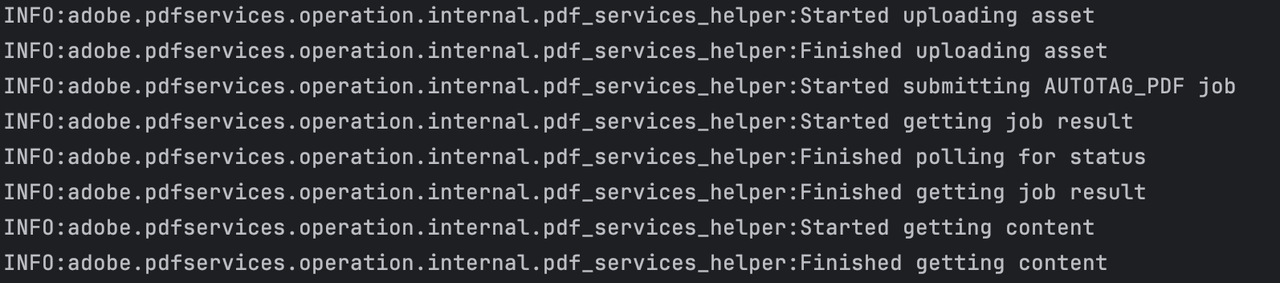 INFO:adobe.pdfservices.operation.internal.pdf_services_helper:Started uploading asset
INFO:adobe.pdfservices.operation.internal.pdf_services_helper:Finished uploading asset
INFO:adobe.pdfservices.operation.internal.pdf_services_helper:Started submitting AUTOTAG_PDF job
INFO:adobe.pdfservices.operation.internal.pdf_services_helper:Started getting job result
INFO:adobe.pdfservices.operation.internal.pdf_services_helper:Finished polling for status
INFO:adobe.pdfservices.operation.internal.pdf_services_helper:Finished getting job result
INFO:adobe.pdfservices.operation.internal.pdf_services_helper:Started getting content
INFO:adobe.pdfservices.operation.internal.pdf_services_helper:Finished getting content